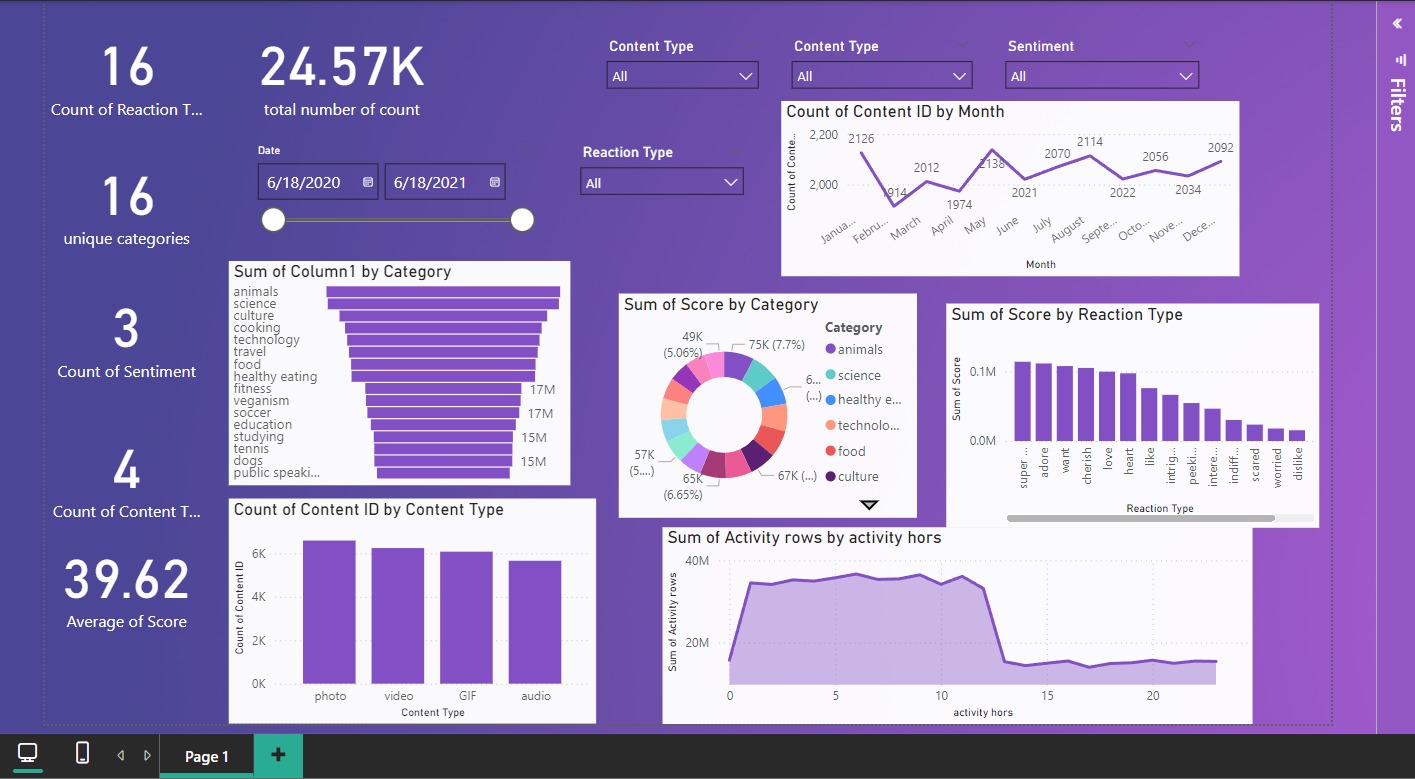 16
Count of Reaction T...
24.57K
total number of count
Content Type
All
Content Type
All
Sentiment
All
«
Filters
Date
6/18/2020
6/18/2021
Reaction Type
All
16
unique categories
3
Count of Sentiment
4
Count of Content T...
39.62
Average of Score
Count of Content ID by Month
Count of Conte...
2,200
2,000
2126
1914
2012
1974
2138
2021
2070
2114
2022
2056
2034
2092
Janua...
Febru...
March
April
May
June
July
August
Septe...
Octo...
Nove...
Dece...
Month
Sum of Column1 by Category
animals
science
culture
cooking
technology
travel
food
healthy eating
fitness
17M
veganism
soccer
17M
education
studying
15M
tennis
dogs
15M
public speaki...
Sum of Score by Category
49K
(5.06%)
75K (7.7%)
6...
(...)
67K (...)
65K
(6.65%)
57K
(5....)
Category
animals
science
healthy e...
technolo...
food
culture
Sum of Score by Reaction Type
Sum of Score
0.1M
0.0M
super ...
adore
want
cherish
love
heart
like
intrig...
peeki...
intere...
indiff...
scared
worried
dislike
Reaction Type
Count of Content ID by Content Type
Count of Content ID
6K
4K
2K
0K
photo
video
GIF
audio
Content Type
Sum of Activity rows by activity hors
Sum of Activity rows
40M
20M
0
5
10
15
20
activity hors
Page 1
+